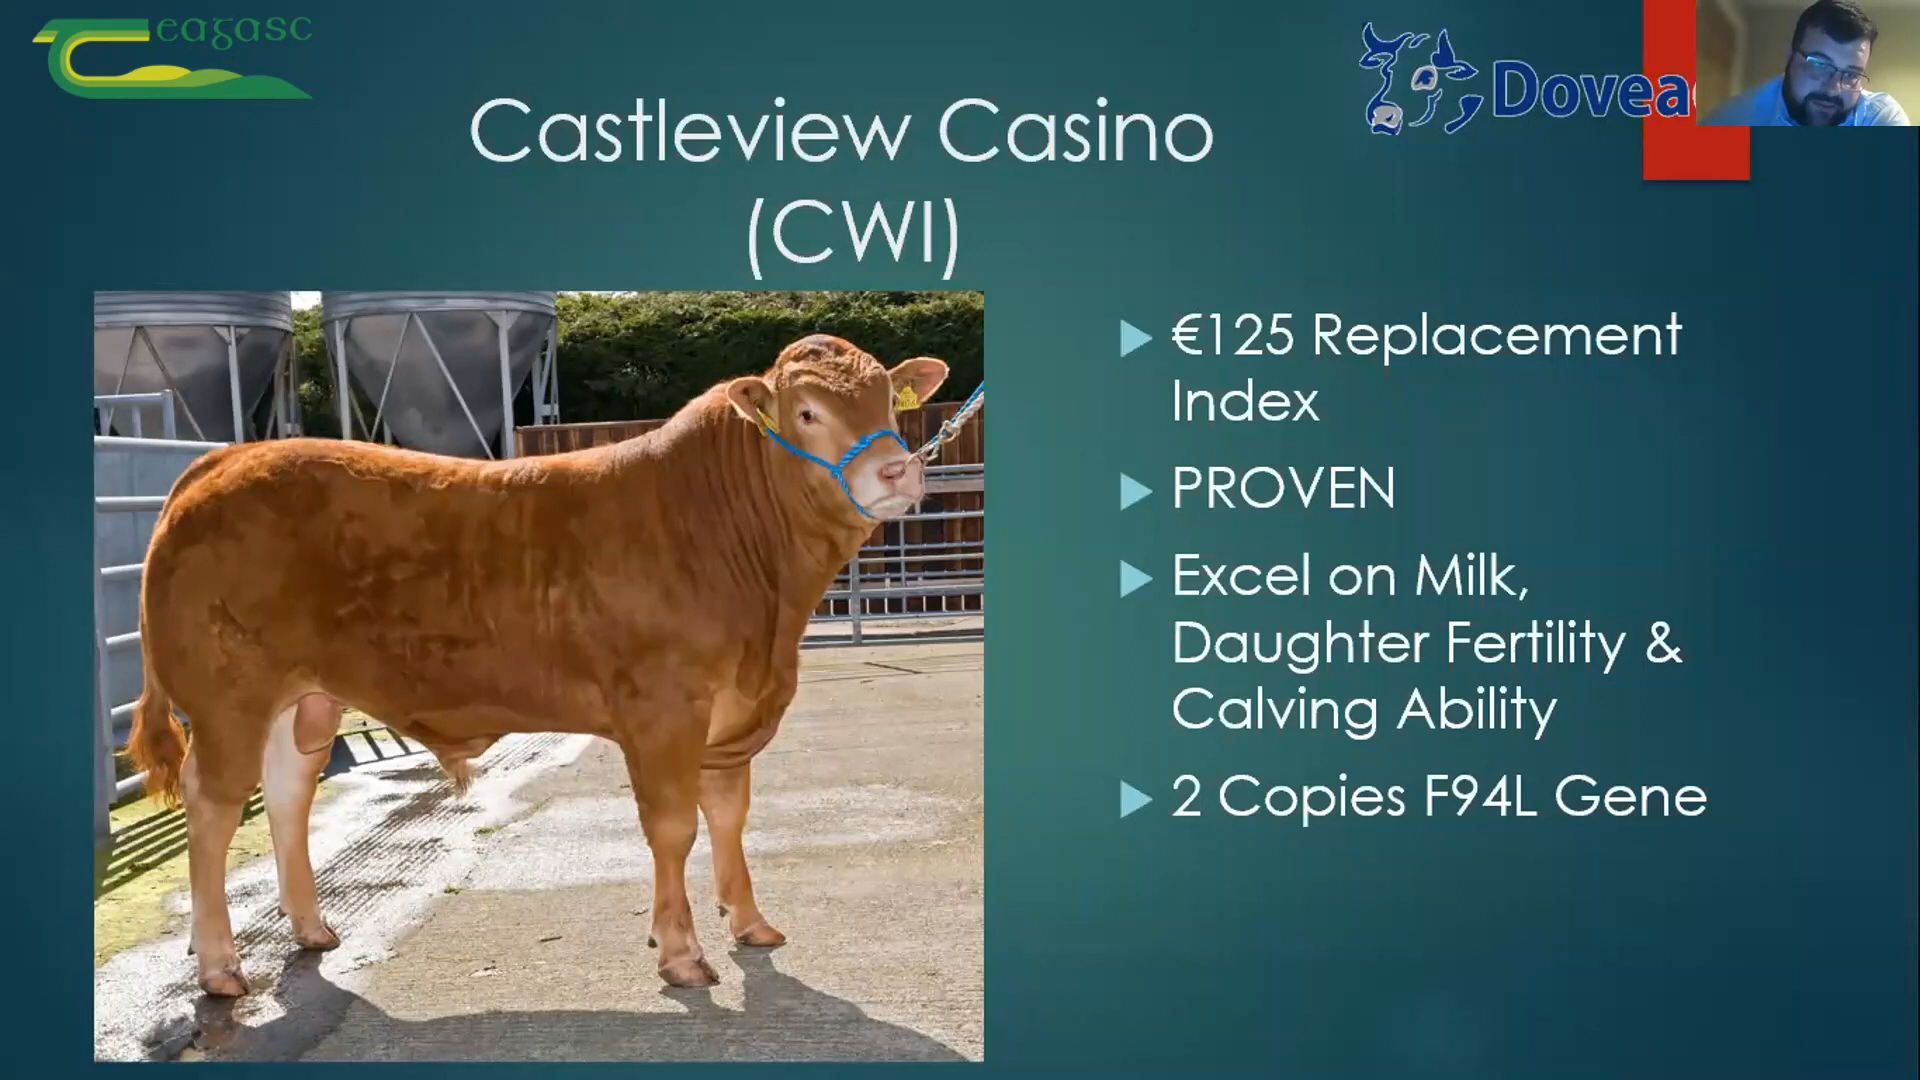 eagasc
Dovea
Castleview Casino
(CWI)
€125 Replacement
Index
PROVEN
Excel on Milk,
Daughter Fertility &
Calving Ability
2 Copies F94L Gene